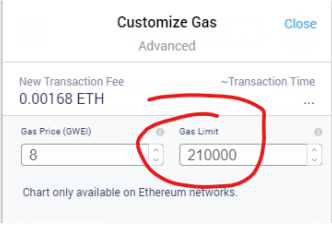 Customize Gas
Close
Advanced
New Transaction Fee ~Transaction Time
0.00168 ETH ...
Gas Price (GWEI) Gas Limit
8 210000
Chart only available on Ethereum networks.